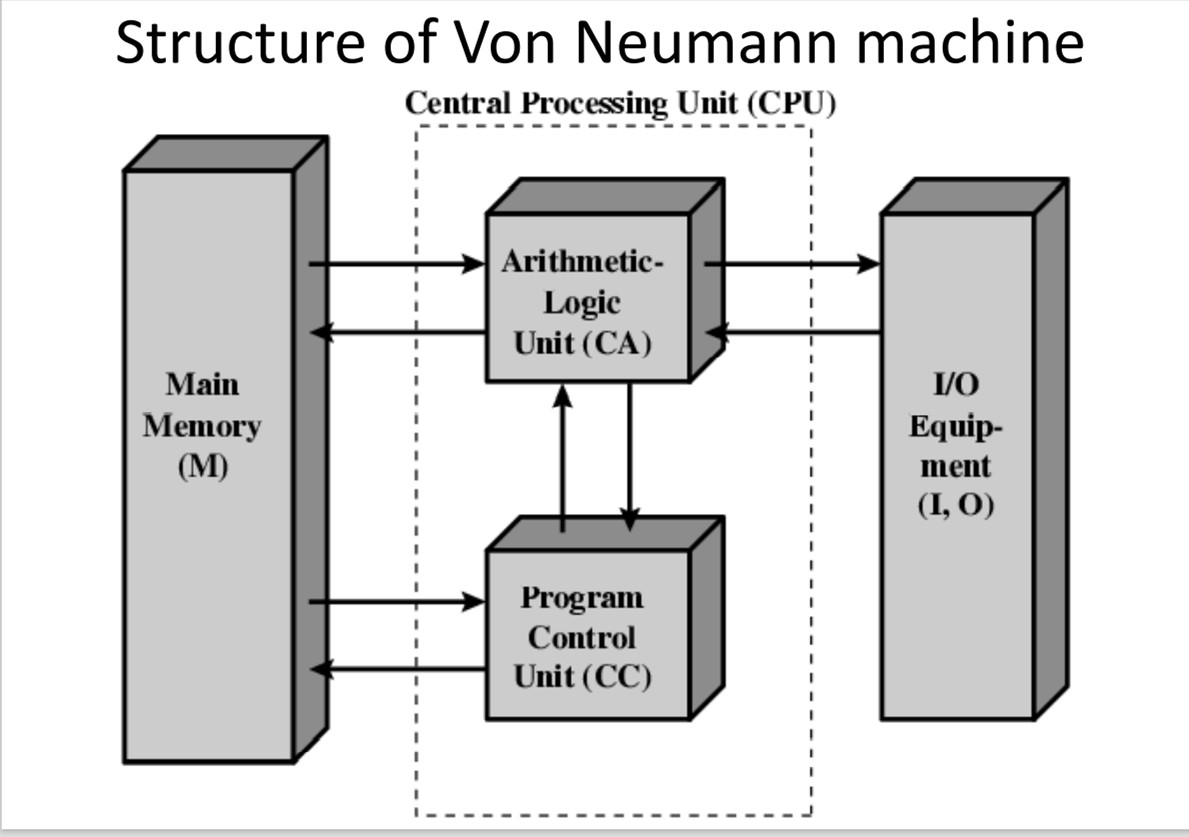 Structure of Von Neumann machine
Central Processing Unit (CPU)
Arithmetic-
Logic
Unit (CA)
Main
Memory
(M)
I/O
Equip-
ment
(I, O)
Program
Control
Unit (CC)